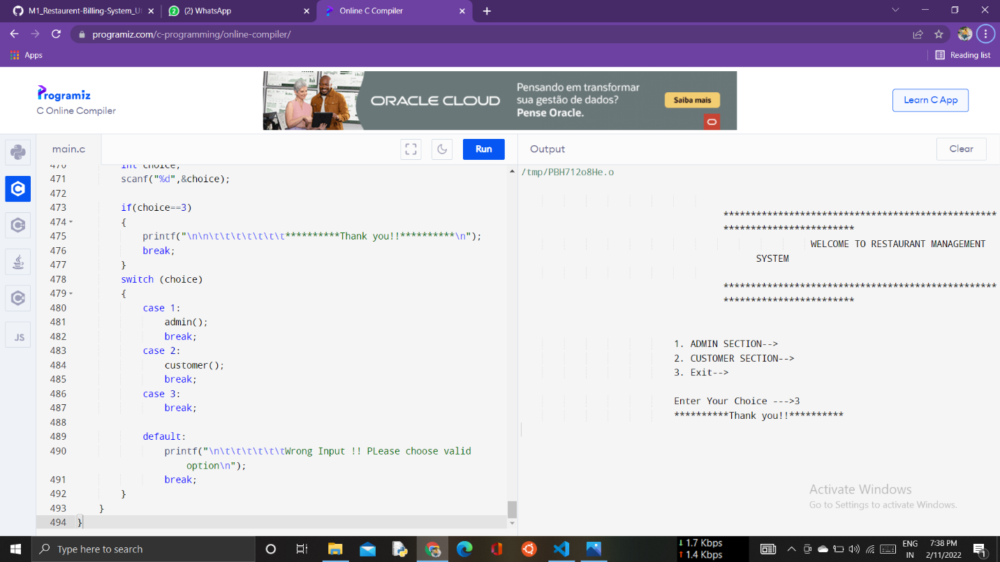 M1_Restaurent-Billing-System_Ut
(2) WhatsApp
Online C Compiler
programiz.com/c-programming/online-compiler/
Apps
Reading list
Programiz
C Online Compiler
ORACLE CLOUD
Pensando em transformar
sua gestão de dados?
Pense Oracle.
Saiba mais
Learn C App
main.c
Run
Output
Clear
470 int choice;
471 scanf("%d",&choice);
472
473 if(choice==3)
474 {
475 printf("\n\n\t\t\t\t\t\t\t**********Thank you!!**********\n");
476 break;
477 }
478 switch (choice)
479 {
480 case 1:
481 admin();
482 break;
483 case 2:
484 customer();
485 break;
486 case 3:
487 break;
488
489 default:
490 printf("\n\t\t\t\t\t\tWrong Input !! PLease choose valid
option\n");
491 break;
492 }
493 }
494 }
JS
/tmp/PBH712o8He.o
**************************************************
************************
WELCOME TO RESTAURANT MANAGEMENT
SYSTEM
**************************************************
************************
1. ADMIN SECTION-->
2. CUSTOMER SECTION-->
3. Exit-->
Enter Your Choice --->3
**********Thank you!!**********
Activate Windows
Go to Settings to activate Windows.
Type here to search
1.7 Kbps
1.4 Kbps
ENG
IN
7:38 PM
2/11/2022
1